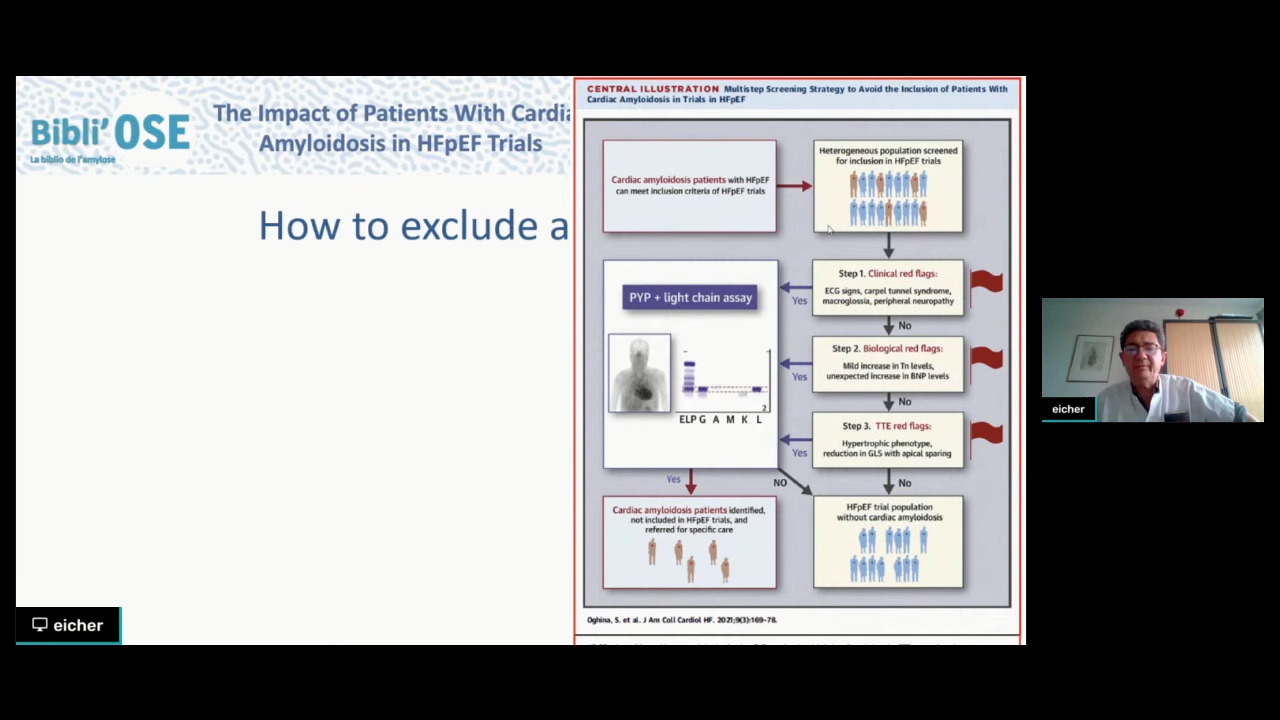 Bibli'OSE
La biblio de l'amylose
The Impact of Patients With Cardia
Amyloidosis in HFpEF Trials
How to exclude a
CENTRAL ILLUSTRATION Multistep Screening Strategy to Avoid the Inclusion of Patients With
Cardiac Amyloidosis in Trials in HFpEF
Cardiac amyloidosis patients with HFpEF
can meet inclusion criteria of HFpEF trials
Heterogeneous population screened
for inclusion in HFpEF trials
Step 1. Clinical red flags:
ECG signs, carpel tunnel syndrome,
macroglossia, peripheral neuropathy
Yes
No
PYP + light chain assay
ELP G A M K L
2
Step 2. Biological red flags:
Mild increase in Tn levels,
unexpected increase in BNP levels
Yes
No
Step 3. TTE red flags:
Hypertrophic phenotype,
reduction in GLS with apical sparing
Yes
No
Yes
NO
Cardiac amyloidosis patients identified,
not included in HFpEF trials, and
referred for specific care
HFpEF trial population
without cardiac amyloidosis
Oghina, S. et al. J Am Coll Cardiol HF. 2021;9(3):169–78.
eicher
eicher